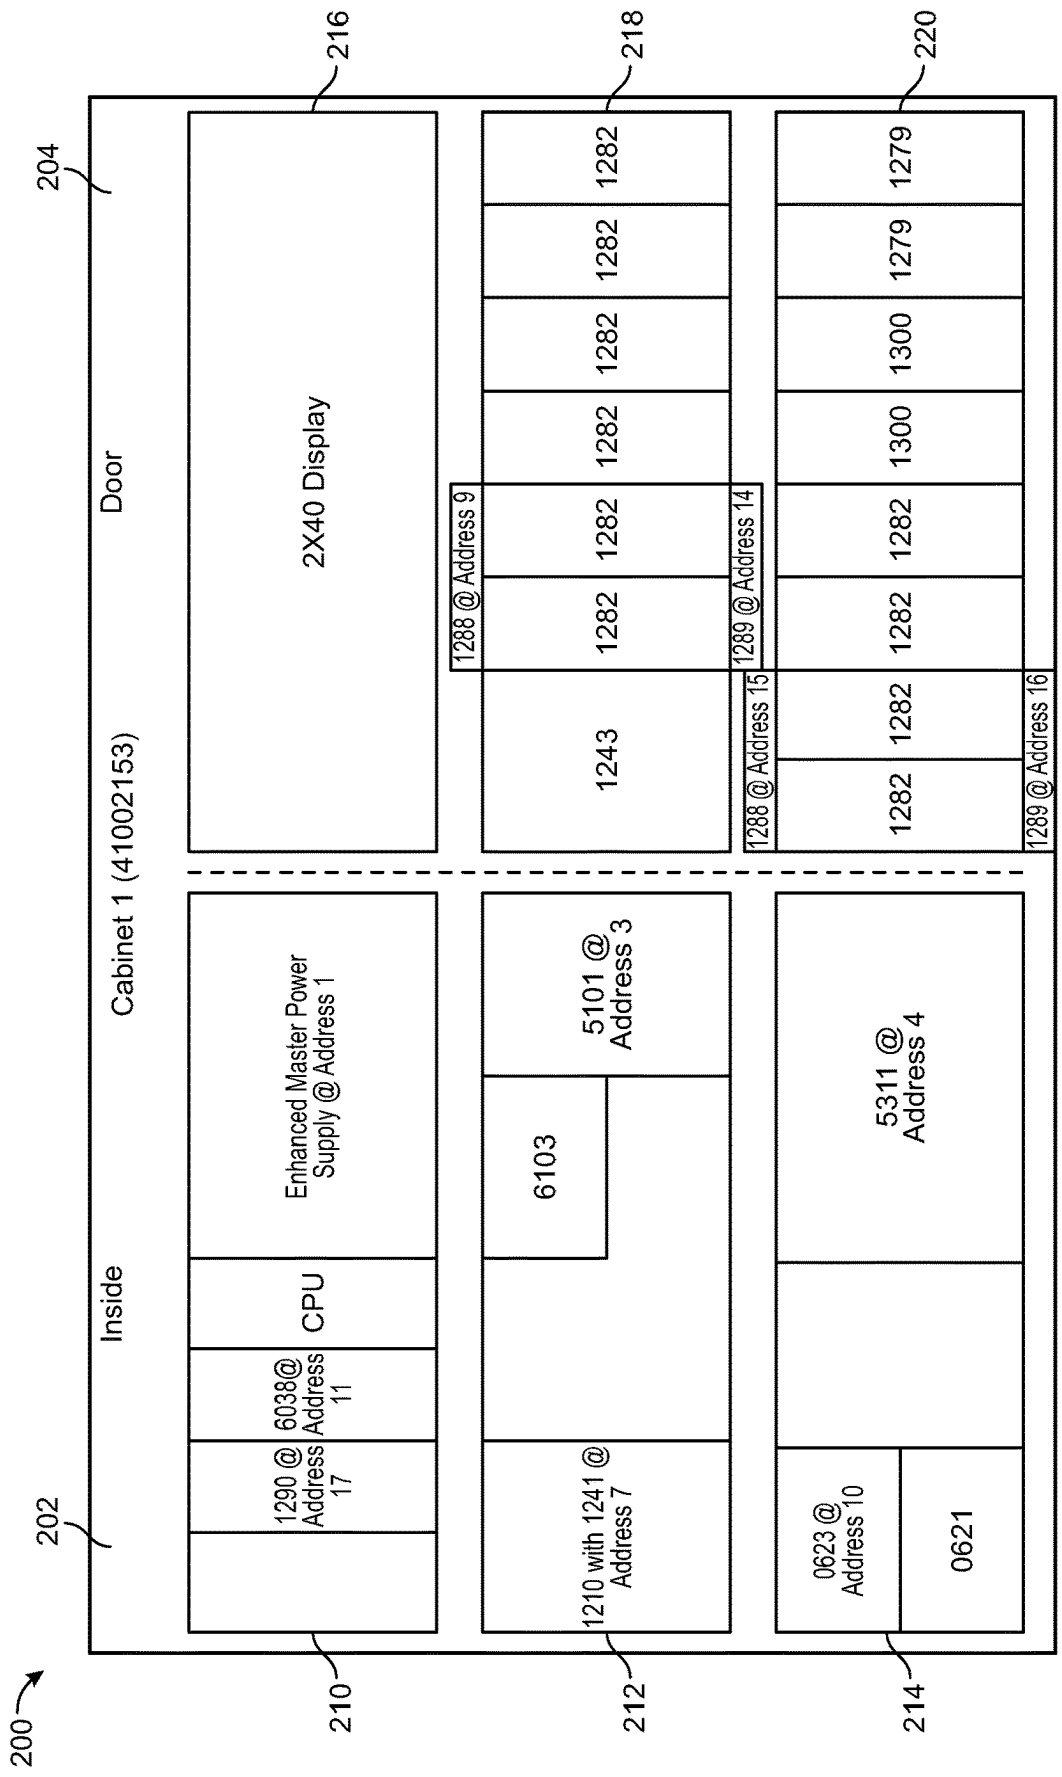 200
202
204
Cabinet 1 (41002153)
Inside
Door
210
1290 @
Address
17
6038@
Address
11
CPU
Enhanced Master Power
Supply @ Address 1
2X40 Display
216
212
1210 with 1241 @
Address 7
6103
5101 @
Address 3
1288 @ Address 9
1243
1282
1282
1282
1282
1282
1282
1289 @ Address 14
218
214
0623 @
Address 10
0621
5311 @
Address 4
1288 @ Address 15
1282
1282
1282
1282
1300
1300
1279
1279
1289 @ Address 16
220